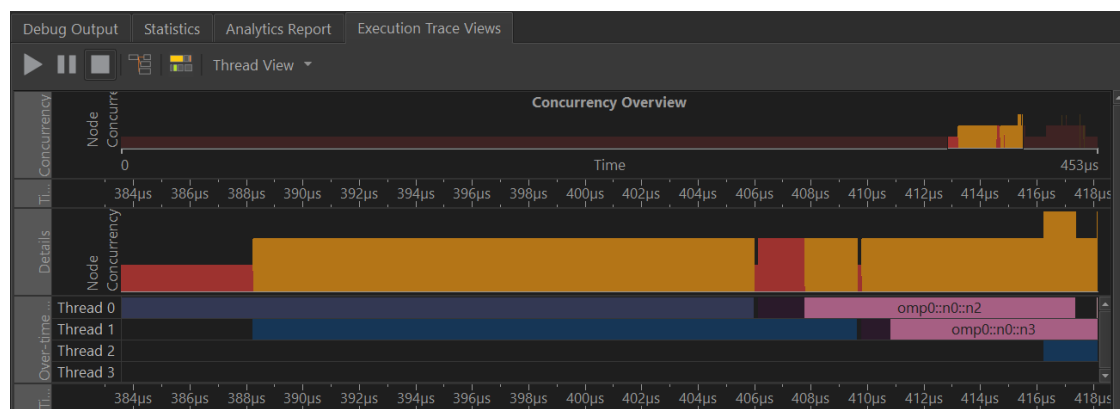 Debug Output Statistics Analytics Report Execution Trace Views
Thread View
Concurrency
Node
Concurre
Concurrency Overview
0 Time 453µs
Ti...
384µs 386µs 388µs 390µs 392µs 394µs 396µs 398µs 400µs 402µs 404µs 406µs 408µs 410µs 412µs 414µs 416µs 418µs
Details
Node
Concurrency
Over-time ...
Thread 0 omp0::n0::n2
Thread 1 omp0::n0::n3
Thread 2
Thread 3
Ti...
384µs 386µs 388µs 390µs 392µs 394µs 396µs 398µs 400µs 402µs 404µs 406µs 408µs 410µs 412µs 414µs 416µs 418µs